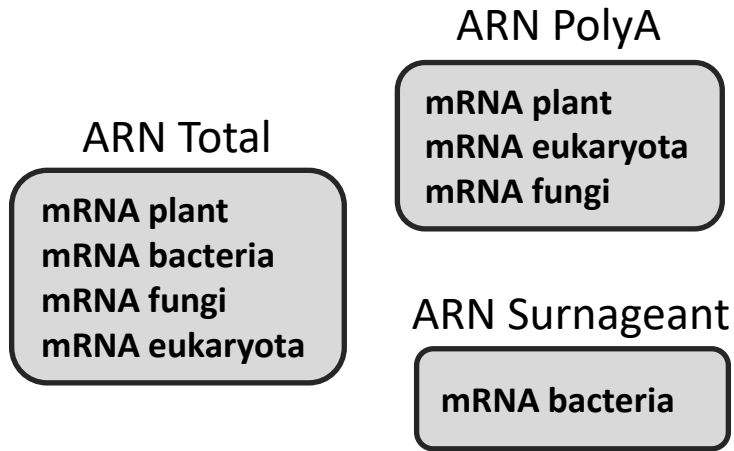 ARN Total
mRNA plant
mRNA bacteria
mRNA fungi
mRNA eukaryota
ARN PolyA
mRNA plant
mRNA eukaryota
mRNA fungi
ARN Surnageant
mRNA bacteria